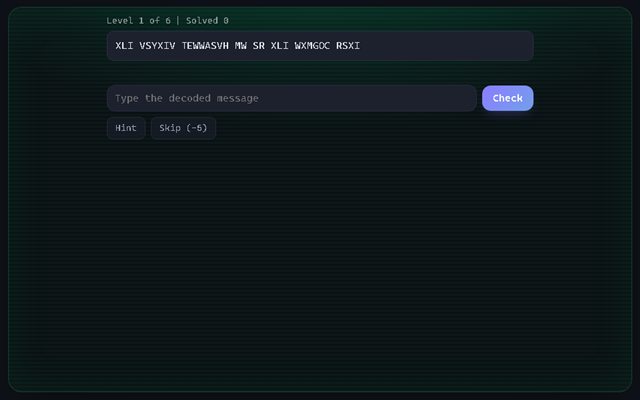 Level 1 of 6 | Solved 0
XLI VSYXIV TEWWASVH MW SR XLI WXMGOC RSXI
Type the decoded message
Check
Hint
Skip (-5)